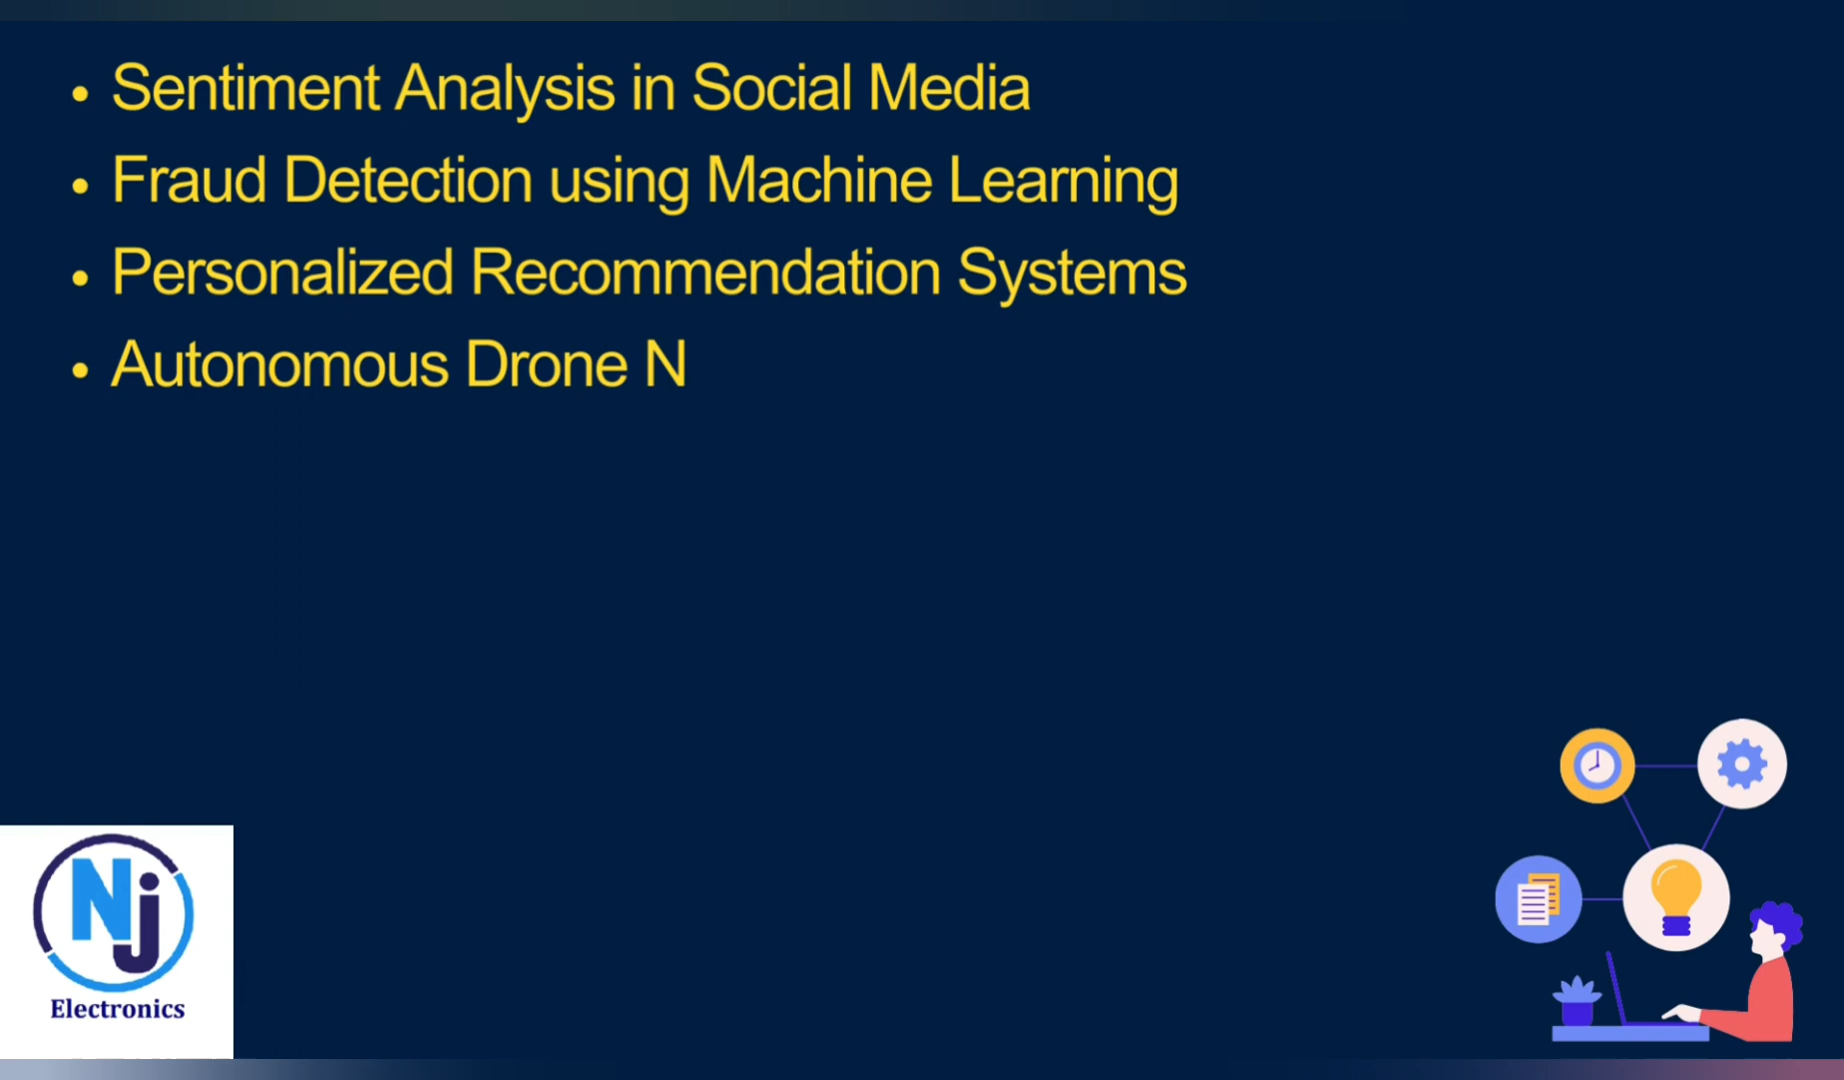 • Sentiment Analysis in Social Media
• Fraud Detection using Machine Learning
• Personalized Recommendation Systems
• Autonomous Drone N
Nj
Electronics